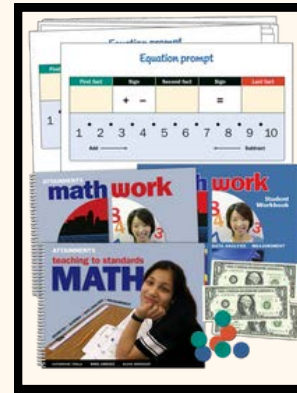 Equation prompt
Equation prompt
First fact Sign Second fact Sign Last fact
+ - =
1 2 3 4 5 6 7 8 9 10
Add Subtract
1
ATTAINMENT'S
math work
math work
Student
Workbook
DATA ANALYSIS MEASUREMENT
ATTAINMENT'S
teaching to standards
MATH